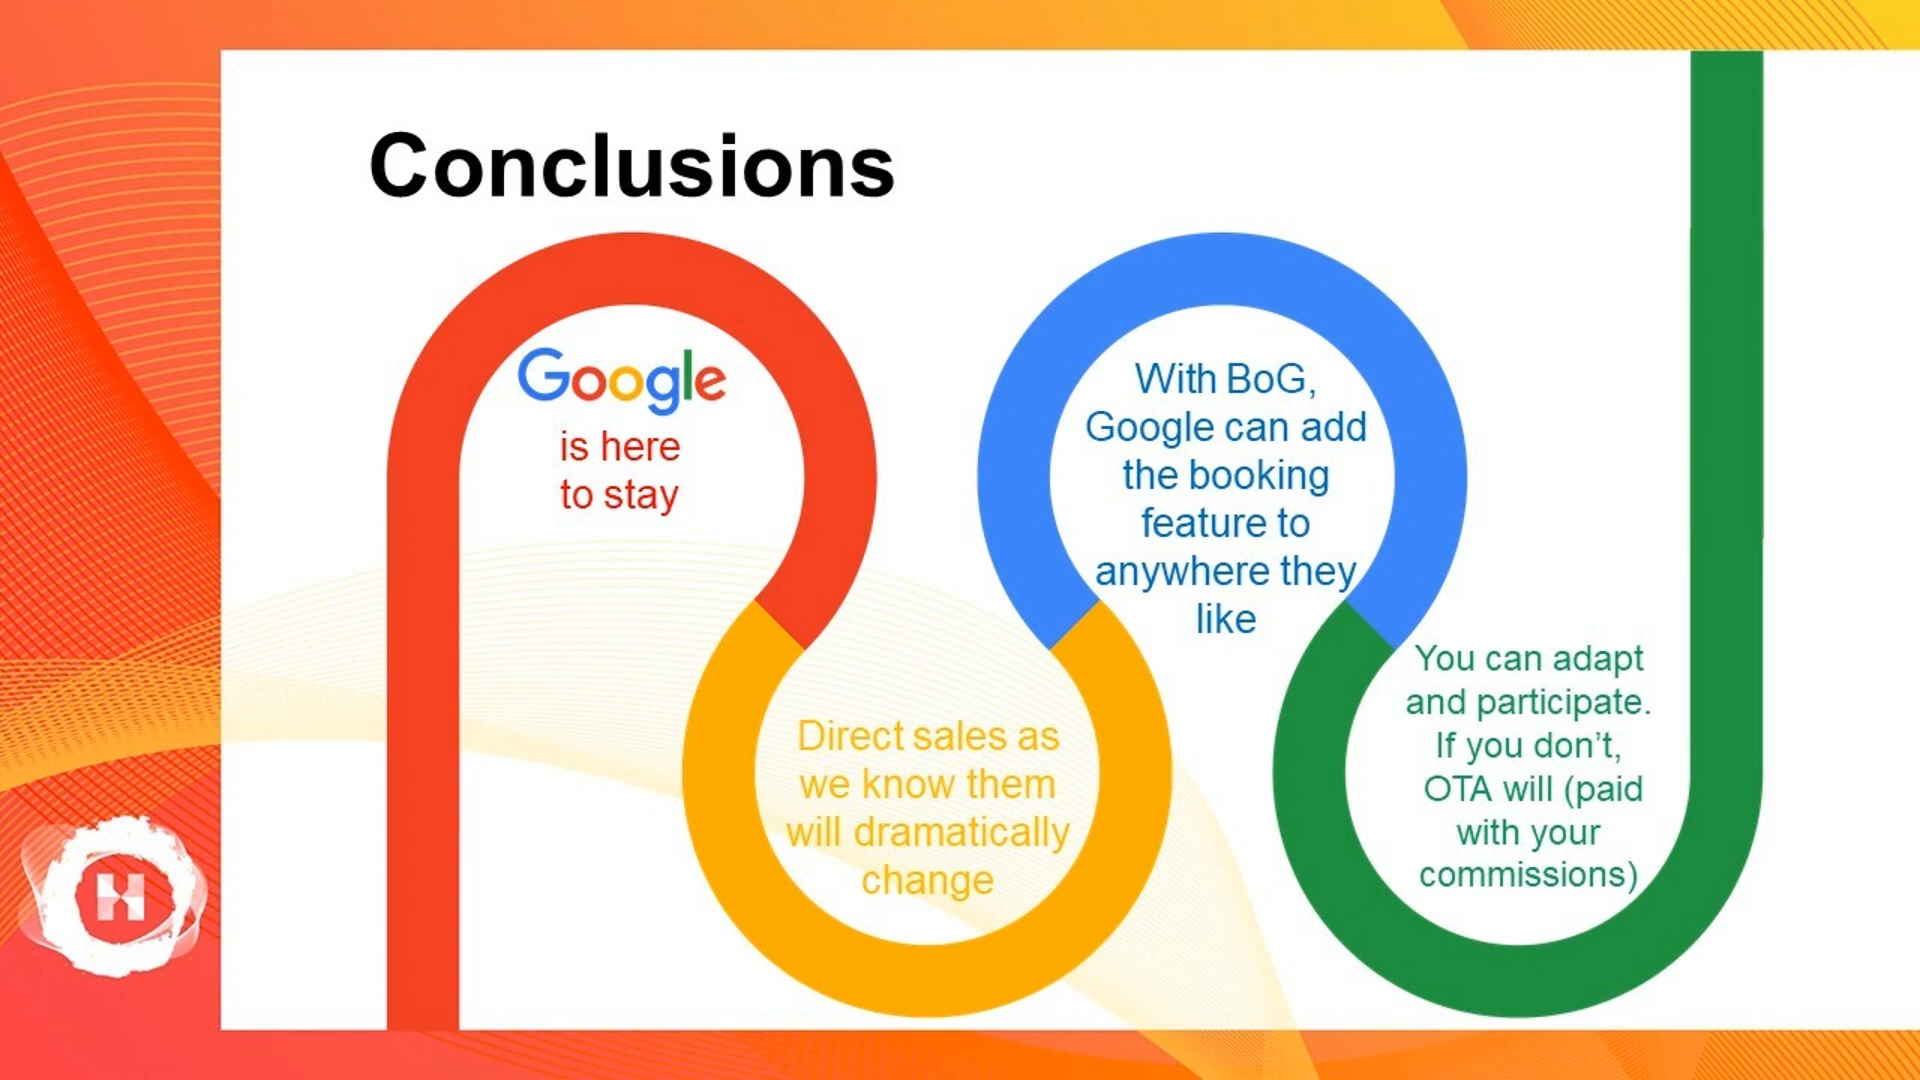 Conclusions
Google
is here
to stay
Direct sales as
we know them
will dramatically
change
With BoG,
Google can add
the booking
feature to
anywhere they
like
You can adapt
and participate.
If you don’t,
OTA will (paid
with your
commissions)
H